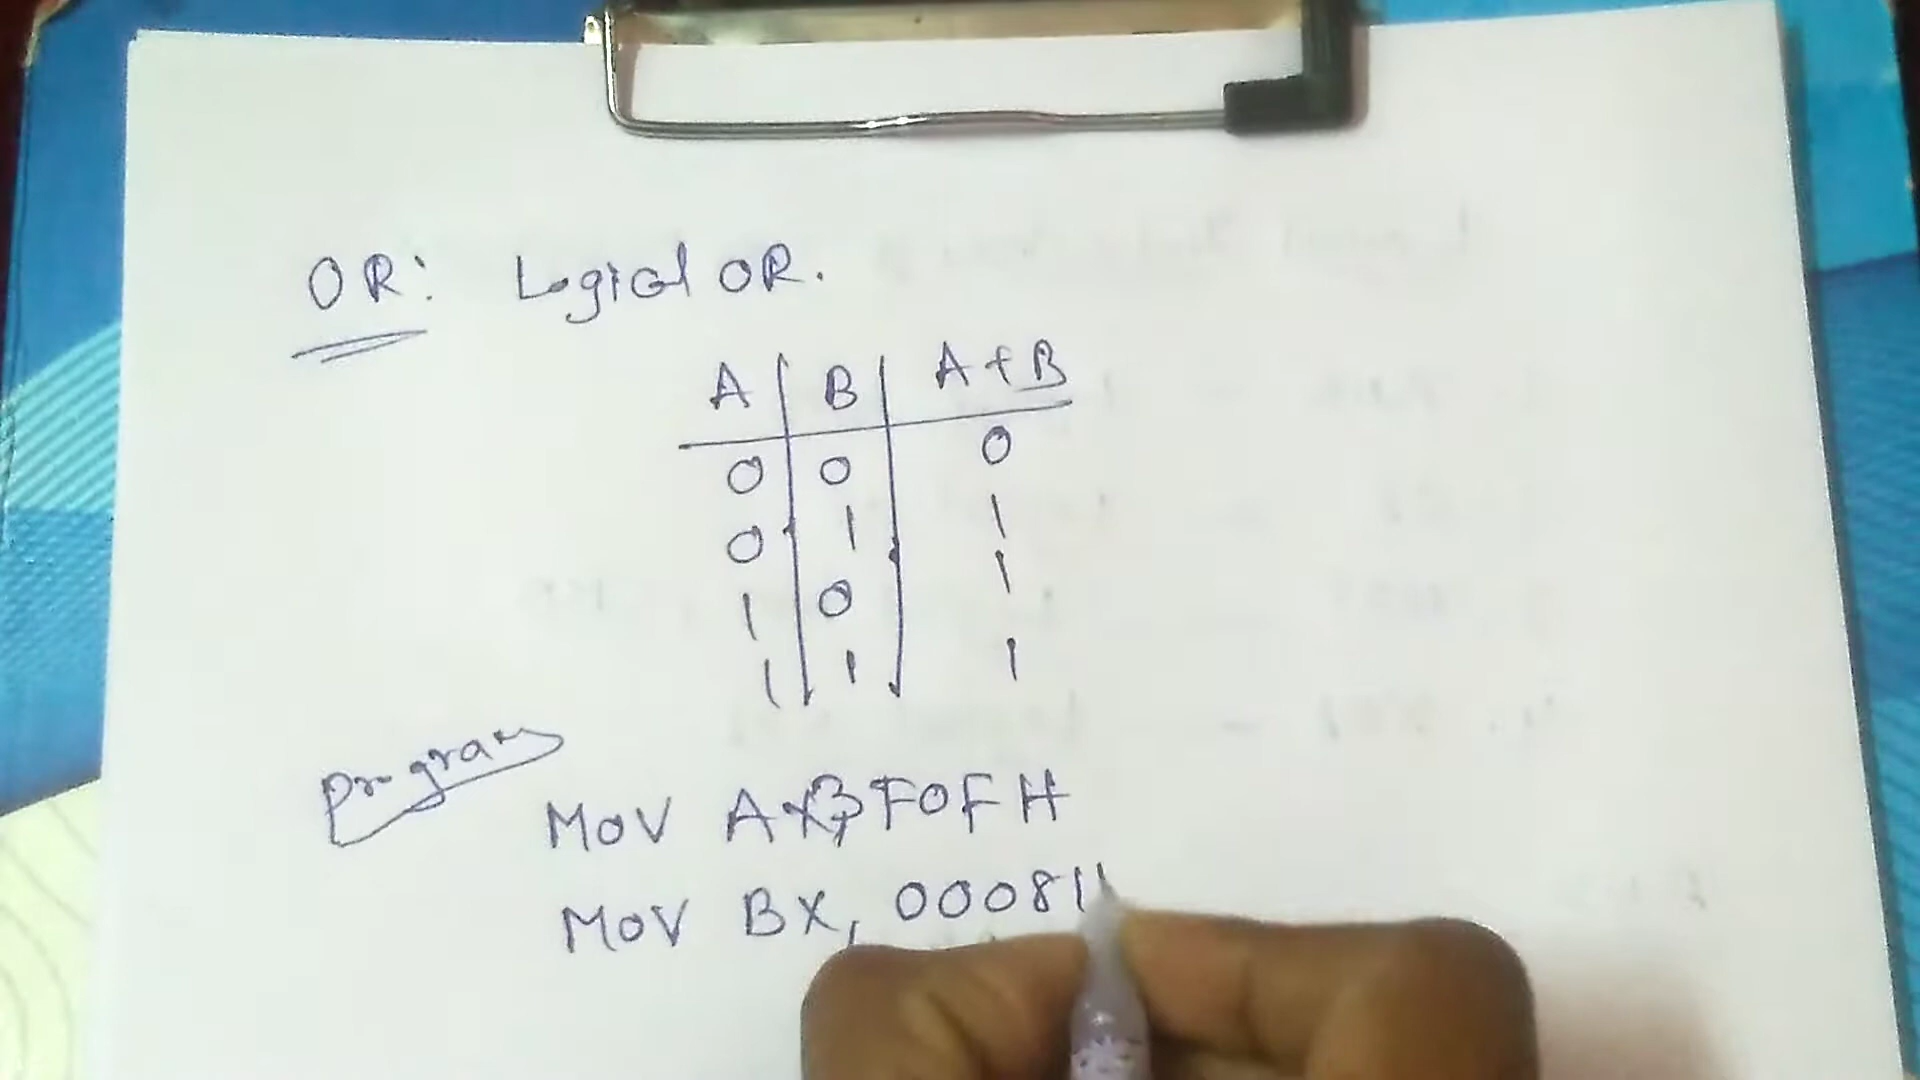 OR: Logical OR.
A B A+B
0 0 0
0 1 1
1 0 1
1 1 1
Program
MOV AX, 3F0F H
MOV BX, 0008H